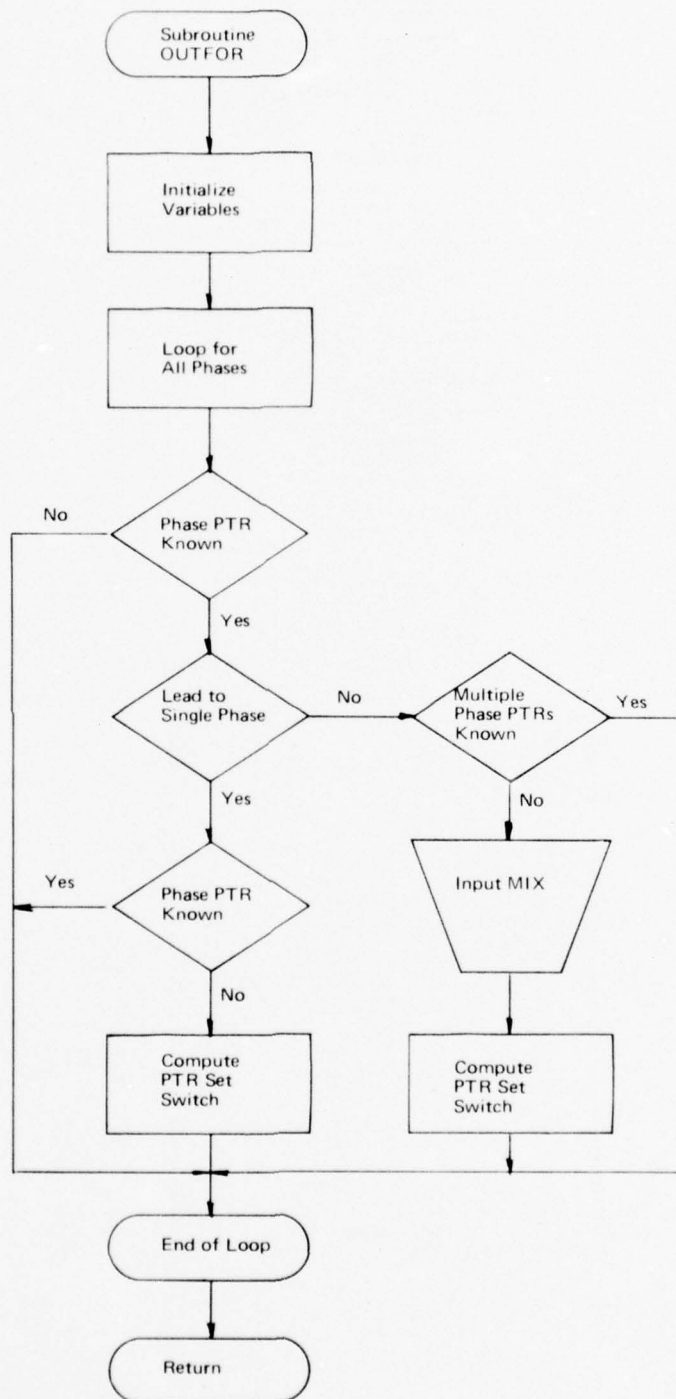 Subroutine
OUTFOR
Initialize
Variables
Loop for
All Phases
No
Phase PTR
Known
Yes
Lead to
Single Phase
No
Multiple
Phase PTRs
Known
Yes
Yes
No
Yes
Phase PTR
Known
Input MIX
No
Compute
PTR Set
Switch
Compute
PTR Set
Switch
End of Loop
Return